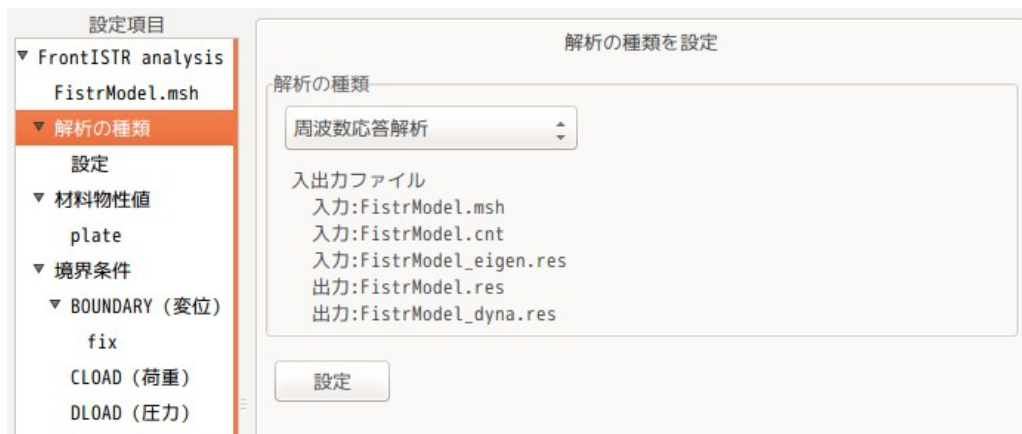 設定項目
FrontISTR analysis
FistrModel.msh
解析の種類
設定
材料物性値
plate
境界条件
BOUNDARY (変位)
fix
CLOAD (荷重)
DLOAD (圧力)
解析の種類を設定
解析の種類
周波数応答解析
入出力ファイル
入力:FistrModel.msh
入力:FistrModel.cnt
入力:FistrModel_eigen.res
出力:FistrModel.res
出力:FistrModel_dyna.res
設定